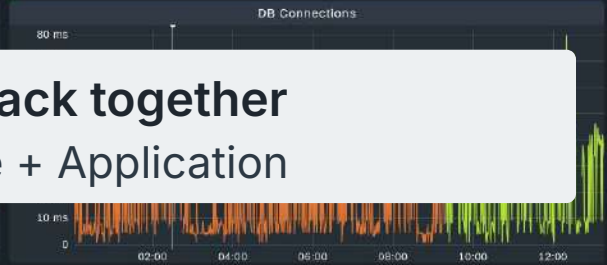 DB Connections
80 ms
ack together
+ Application
10 ms
0
02:00 04:00 06:00 08:00 10:00 12:00